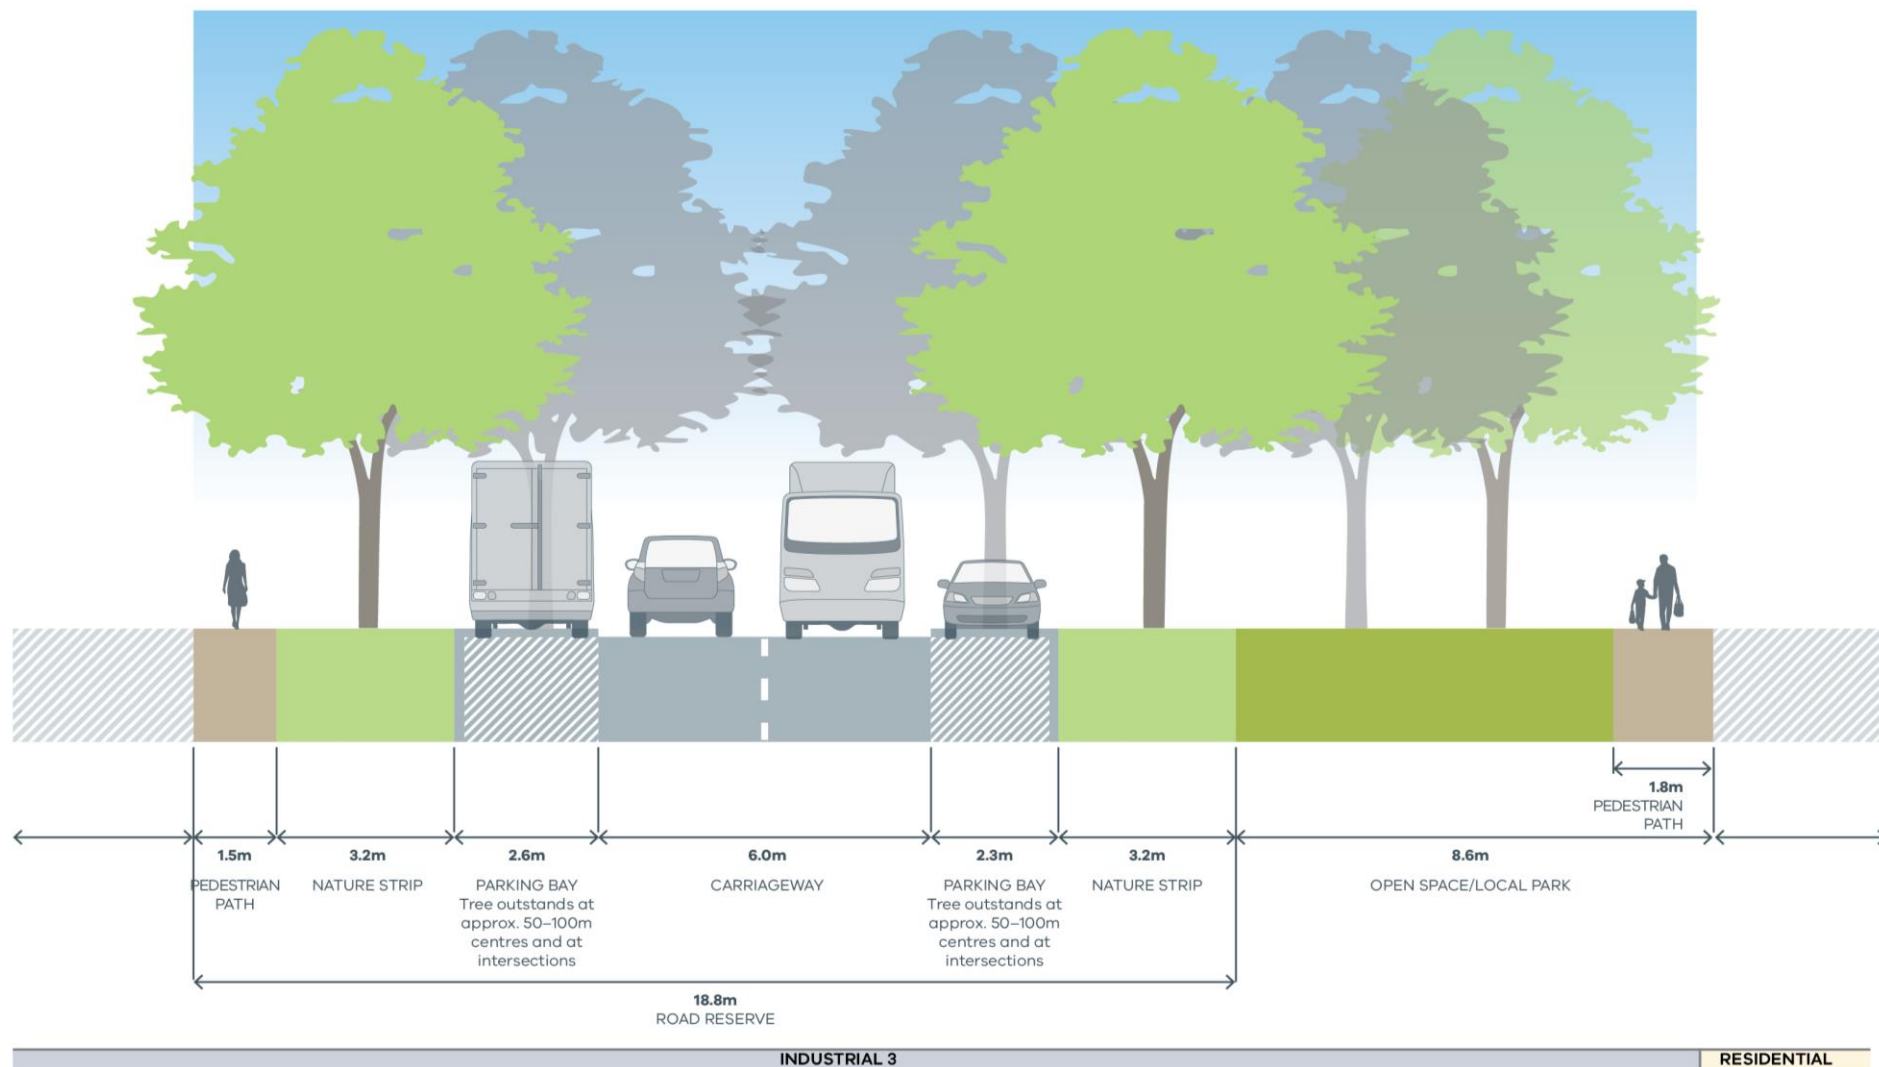 1.8m
PEDESTRIAN
PATH
1.5m
PEDESTRIAN
PATH
3.2m
NATURE STRIP
2.6m
PARKING BAY
Tree outstands at
approx. 50–100m
centres and at
intersections
6.0m
CARRIAGEWAY
2.3m
PARKING BAY
Tree outstands at
approx. 50–100m
centres and at
intersections
3.2m
NATURE STRIP
8.6m
OPEN SPACE/LOCAL PARK
18.8m
ROAD RESERVE
INDUSTRIAL 3
RESIDENTIAL